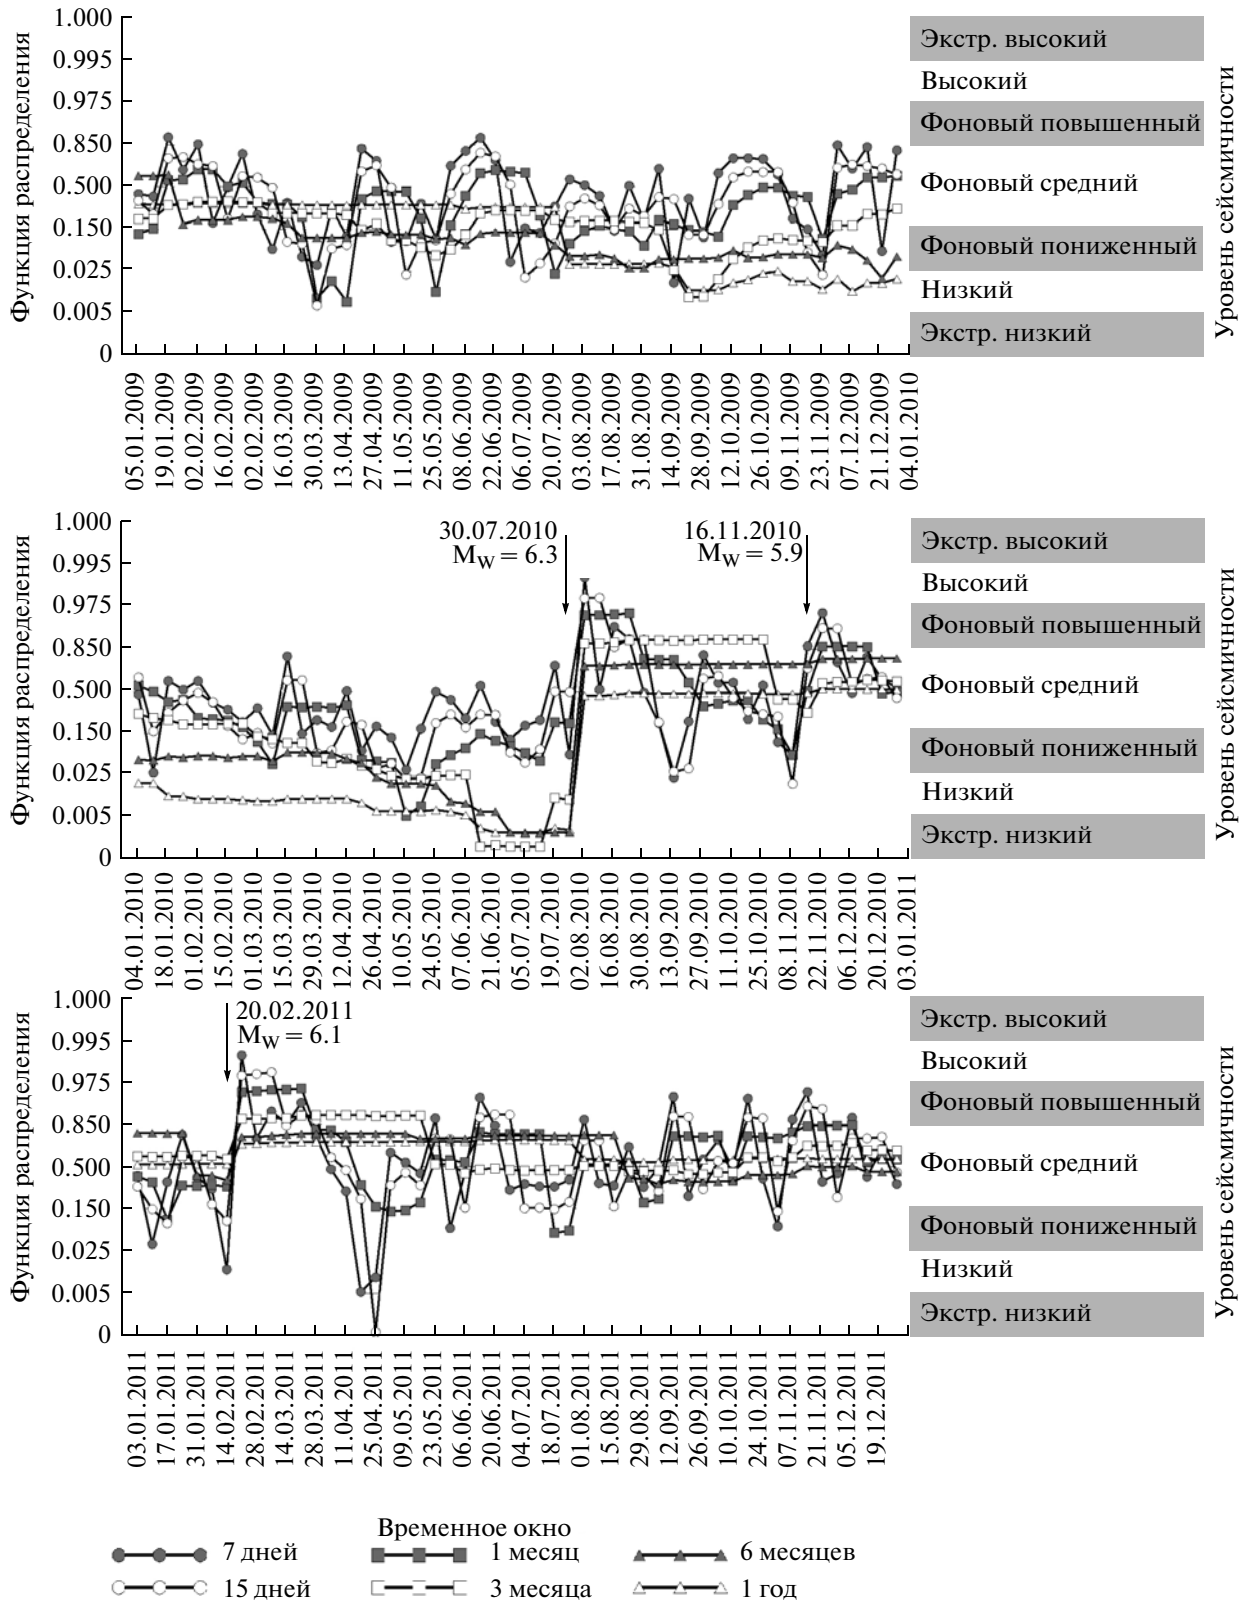 Функция распределения
1.000
0.995
0.975
0.850
0.500
0.150
0.025
0.005
0
Экстр. высокий
Высокий
Фоновый повышенный
Фоновый средний
Фоновый пониженный
Низкий
Экстр. низкий
Уровень сейсмичности
05.01.2009
19.01.2009
02.02.2009
16.02.2009
02.03.2009
16.03.2009
30.03.2009
13.04.2009
27.04.2009
11.05.2009
25.05.2009
08.06.2009
22.06.2009
06.07.2009
20.07.2009
03.08.2009
17.08.2009
31.08.2009
14.09.2009
28.09.2009
12.10.2009
26.10.2009
09.11.2009
23.11.2009
07.12.2009
21.12.2009
04.01.2010
Функция распределения
1.000
0.995
0.975
0.850
0.500
0.150
0.025
0.005
0
30.07.2010
M_W = 6.3
16.11.2010
M_W = 5.9
Экстр. высокий
Высокий
Фоновый повышенный
Фоновый средний
Фоновый пониженный
Низкий
Экстр. низкий
Уровень сейсмичности
04.01.2010
18.01.2010
01.02.2010
15.02.2010
01.03.2010
15.03.2010
29.03.2010
12.04.2010
26.04.2010
10.05.2010
24.05.2010
07.06.2010
21.06.2010
05.07.2010
19.07.2010
02.08.2010
16.08.2010
30.08.2010
13.09.2010
27.09.2010
11.10.2010
25.10.2010
08.11.2010
22.11.2010
06.12.2010
20.12.2010
03.01.2011
Функция распределения
1.000
0.995
0.975
0.850
0.500
0.150
0.025
0.005
0
20.02.2011
M_W = 6.1
Экстр. высокий
Высокий
Фоновый повышенный
Фоновый средний
Фоновый пониженный
Низкий
Экстр. низкий
Уровень сейсмичности
03.01.2011
17.01.2011
31.01.2011
14.02.2011
28.02.2011
14.03.2011
28.03.2011
11.04.2011
25.04.2011
09.05.2011
23.05.2011
06.06.2011
20.06.2011
04.07.2011
18.07.2011
01.08.2011
15.08.2011
29.08.2011
12.09.2011
26.09.2011
10.10.2011
24.10.2011
07.11.2011
21.11.2011
05.12.2011
19.12.2011
Временное окно
7 дней
1 месяц
6 месяцев
15 дней
3 месяца
1 год